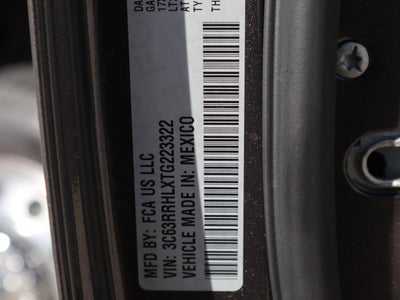 MFD BY: FCA US LLC
VIN: 3C63RRHLXTG223322
VEHICLE MADE IN: MEXICO